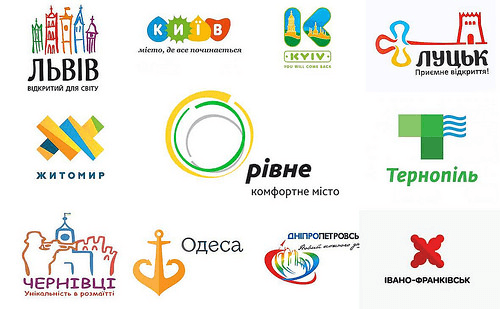 ЛЬВІВ
ВІДКРИТИЙ ДЛЯ СВІТУ
КИЇВ
місто, де все починається
KYIV
YOU WILL COME BACK
ЛУЦЬК
Приємне відкриття!
ЖИТОМИР
рівне
комфортне місто
Тернопіль
ЧЕРНІВЦІ
Унікальність в розмаїтті
Одеса
ДНІПРОПЕТРОВСЬ
ІВАНО-ФРАНКІВСЬК